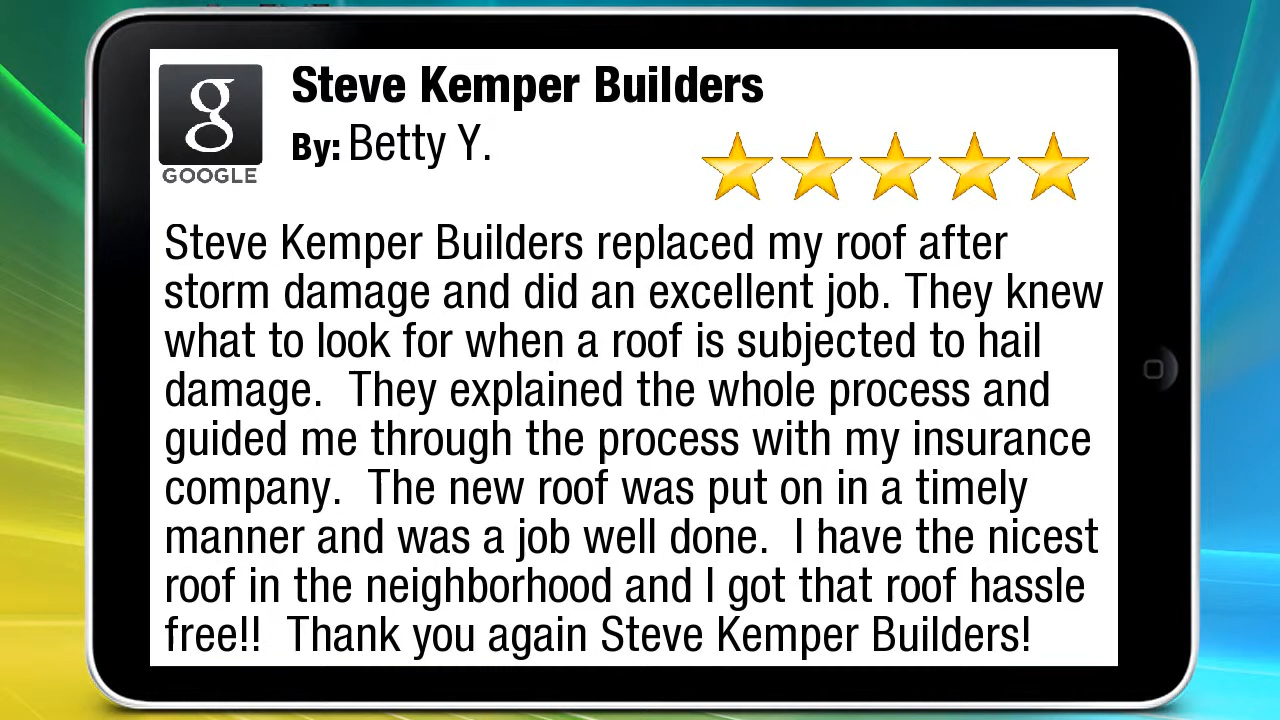 Steve Kemper Builders
By: Betty Y.
g
GOOGLE
Steve Kemper Builders replaced my roof after
storm damage and did an excellent job. They knew
what to look for when a roof is subjected to hail
damage.  They explained the whole process and
guided me through the process with my insurance
company.  The new roof was put on in a timely
manner and was a job well done.  I have the nicest
roof in the neighborhood and I got that roof hassle
free!!  Thank you again Steve Kemper Builders!